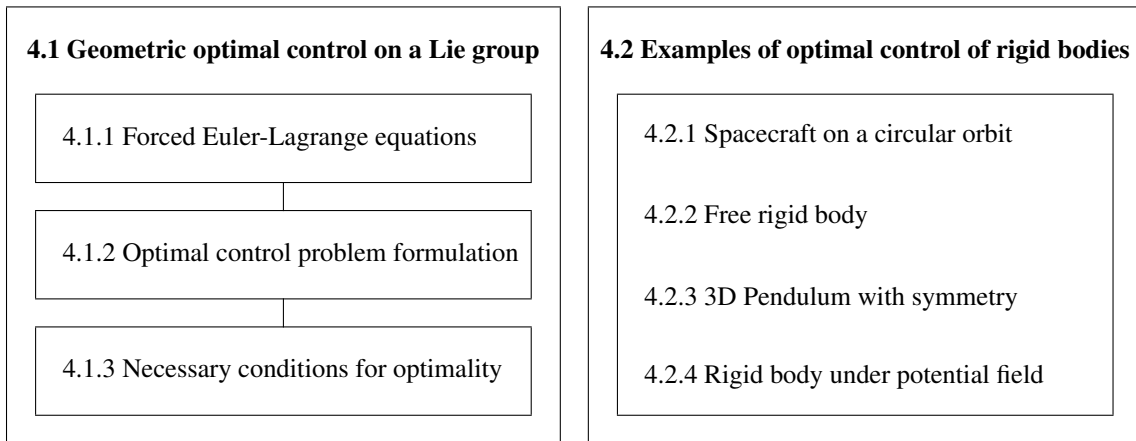 4.1 Geometric optimal control on a Lie group
4.1.1 Forced Euler-Lagrange equations
4.1.2 Optimal control problem formulation
4.1.3 Necessary conditions for optimality
4.2 Examples of optimal control of rigid bodies
4.2.1 Spacecraft on a circular orbit
4.2.2 Free rigid body
4.2.3 3D Pendulum with symmetry
4.2.4 Rigid body under potential field